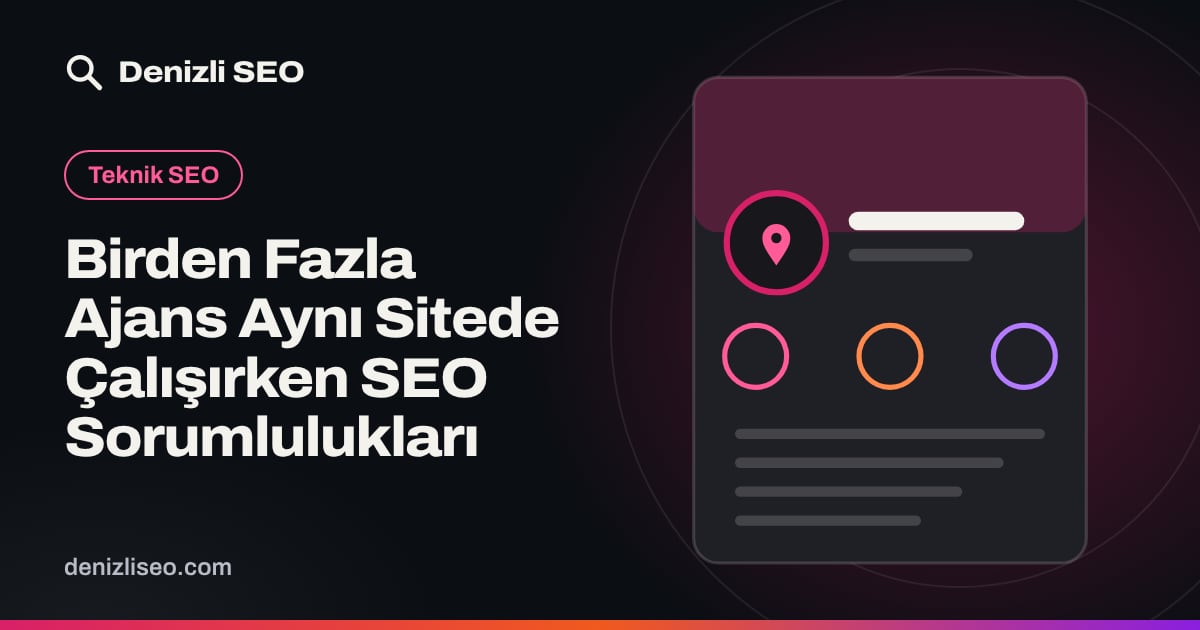 Denizli SEO
Teknik SEO
Birden Fazla
Ajans Aynı Sitede
Çalışırken SEO
Sorumlulukları
denizliseo.com